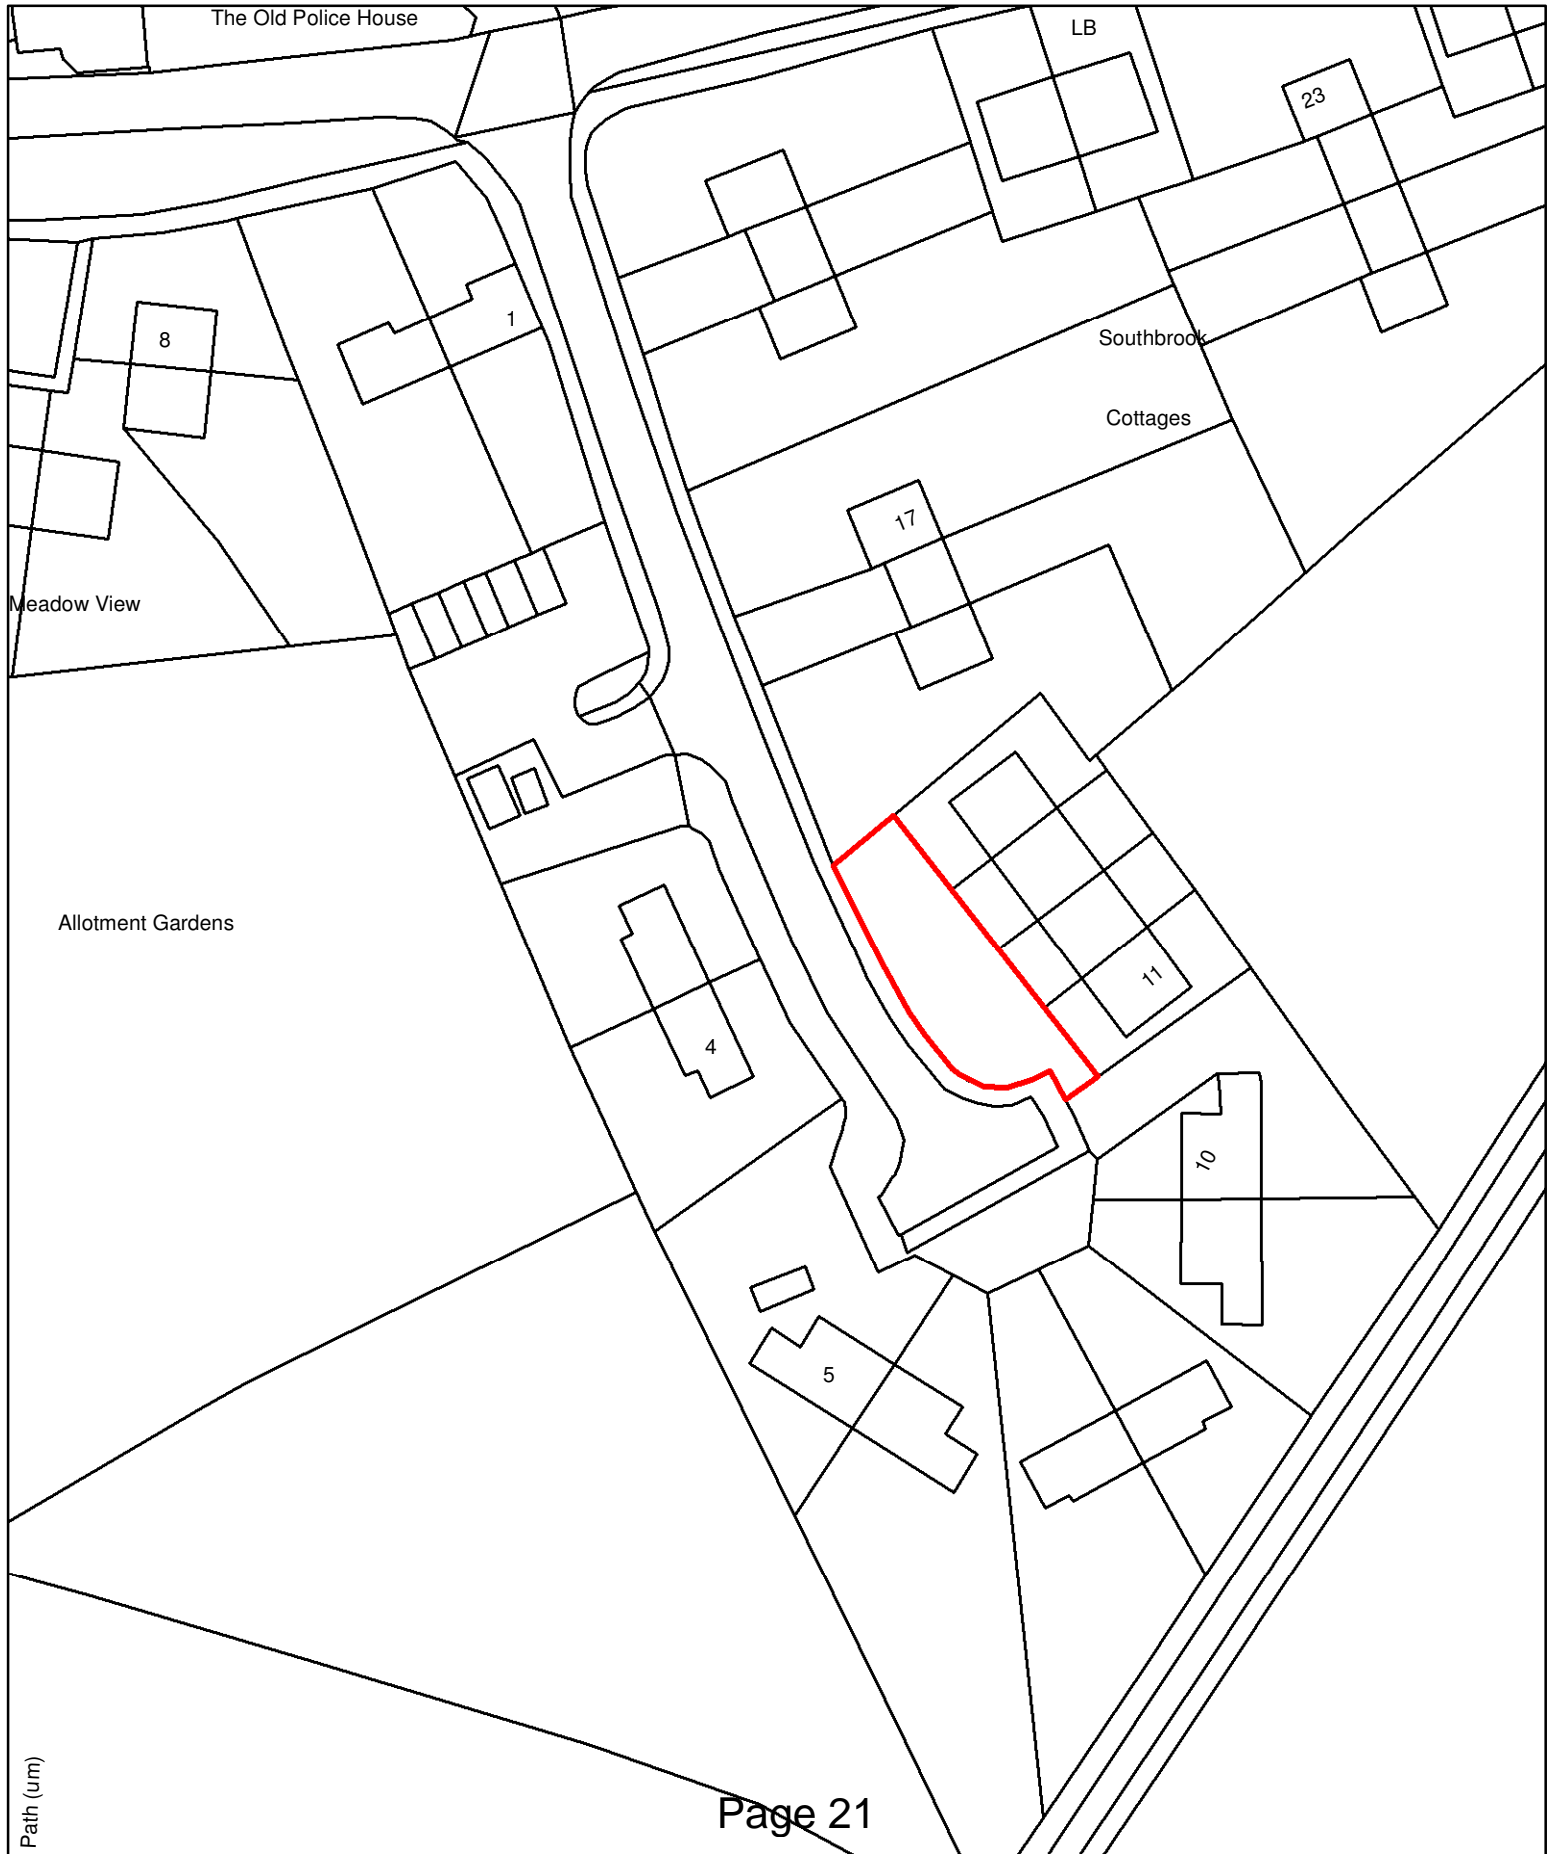 The Old Police House
LB
23
8
1
Southbrook
Cottages
17
Meadow View
Allotment Gardens
11
4
10
5
Path (um)
Page 21